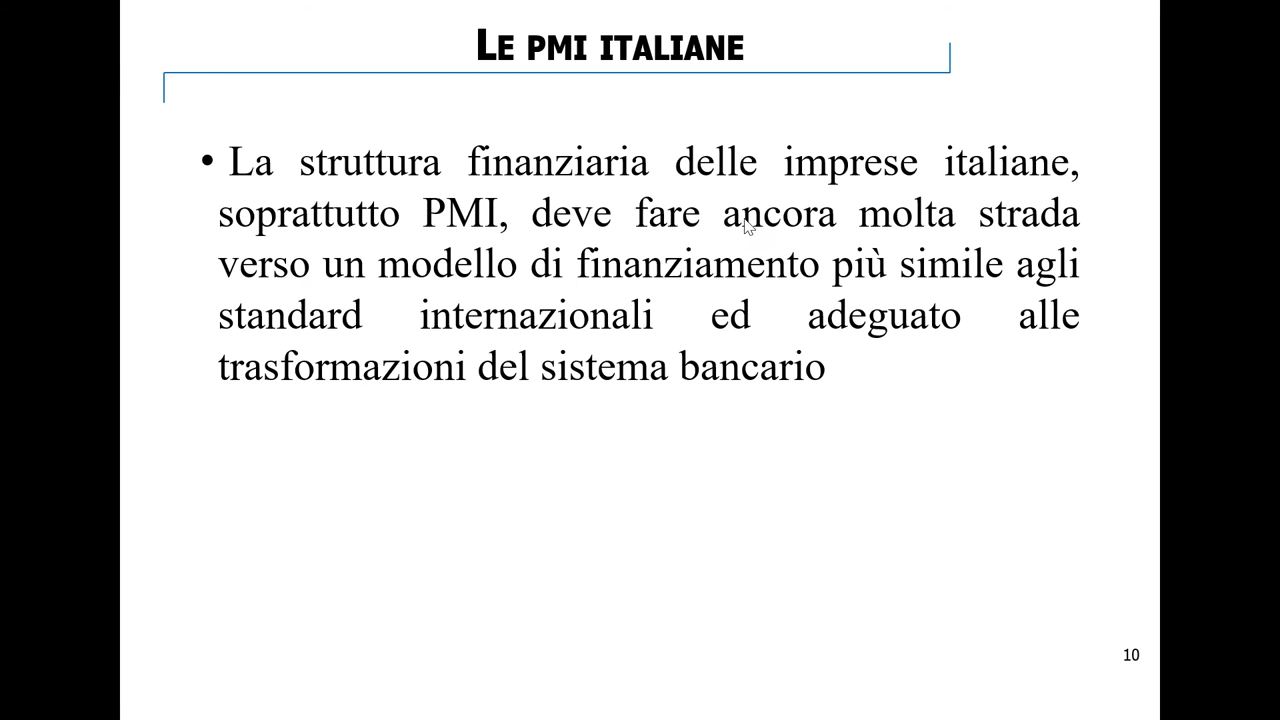 LE PMI ITALIANE
• La struttura finanziaria delle imprese italiane,
soprattutto PMI, deve fare ancora molta strada
verso un modello di finanziamento più simile agli
standard internazionali ed adeguato alle
trasformazioni del sistema bancario
10